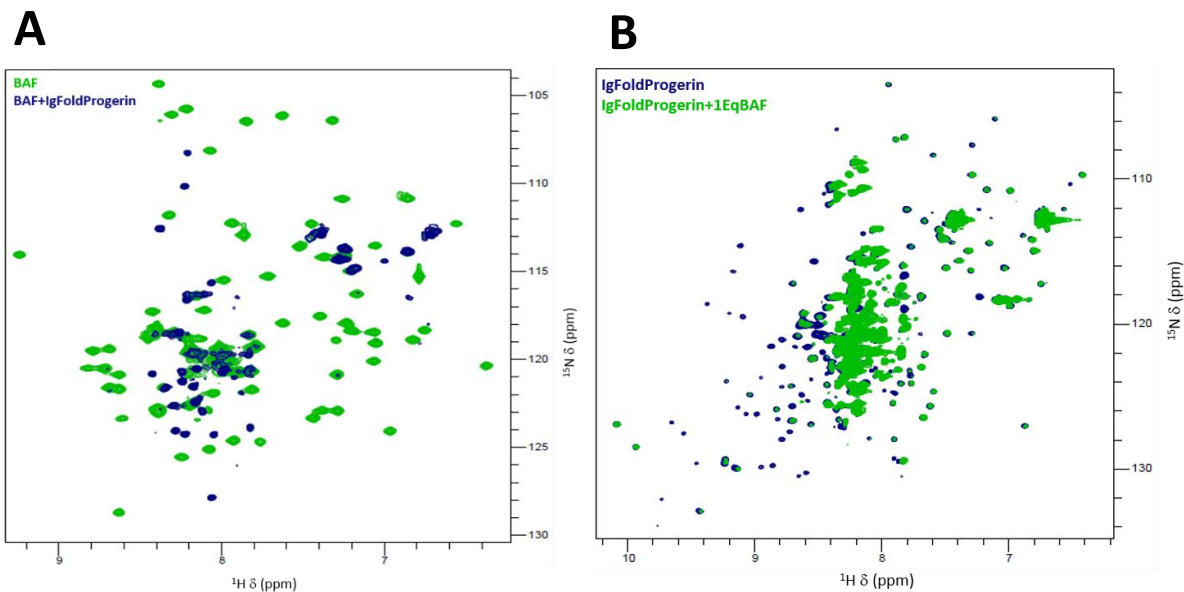 A
B
BAF
BAF+IgFoldProgerin
105
110
115
120
125
130
¹⁵N δ (ppm)
9
8
7
¹H δ (ppm)
IgFoldProgerin
IgFoldProgerin+1EqBAF
110
120
130
¹⁵N δ (ppm)
10
9
8
7
¹H δ (ppm)